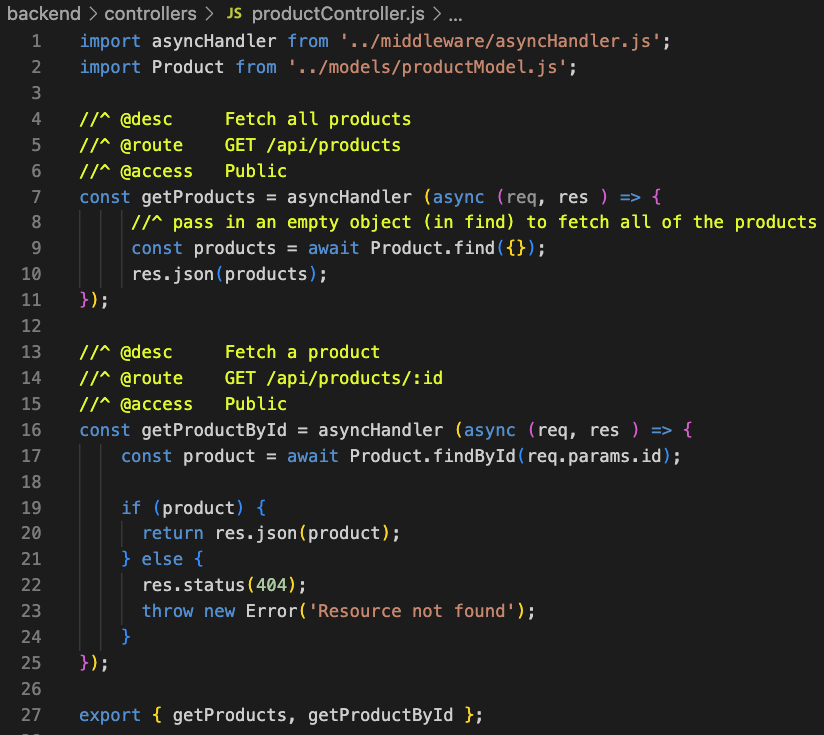 backend > controllers > JS productController.js > ...
1 import asyncHandler from '../middleware/asyncHandler.js';
2 import Product from '../models/productModel.js';
3
4 //^ @desc     Fetch all products
5 //^ @route    GET /api/products
6 //^ @access   Public
7 const getProducts = asyncHandler (async (req, res ) => {
8      //^ pass in an empty object (in find) to fetch all of the products
9      const products = await Product.find({});
10      res.json(products);
11 });
12
13 //^ @desc     Fetch a product
14 //^ @route    GET /api/products/:id
15 //^ @access   Public
16 const getProductById = asyncHandler (async (req, res ) => {
17     const product = await Product.findById(req.params.id);
18
19     if (product) {
20       return res.json(product);
21     } else {
22       res.status(404);
23       throw new Error('Resource not found');
24     }
25 });
26
27 export { getProducts, getProductById };